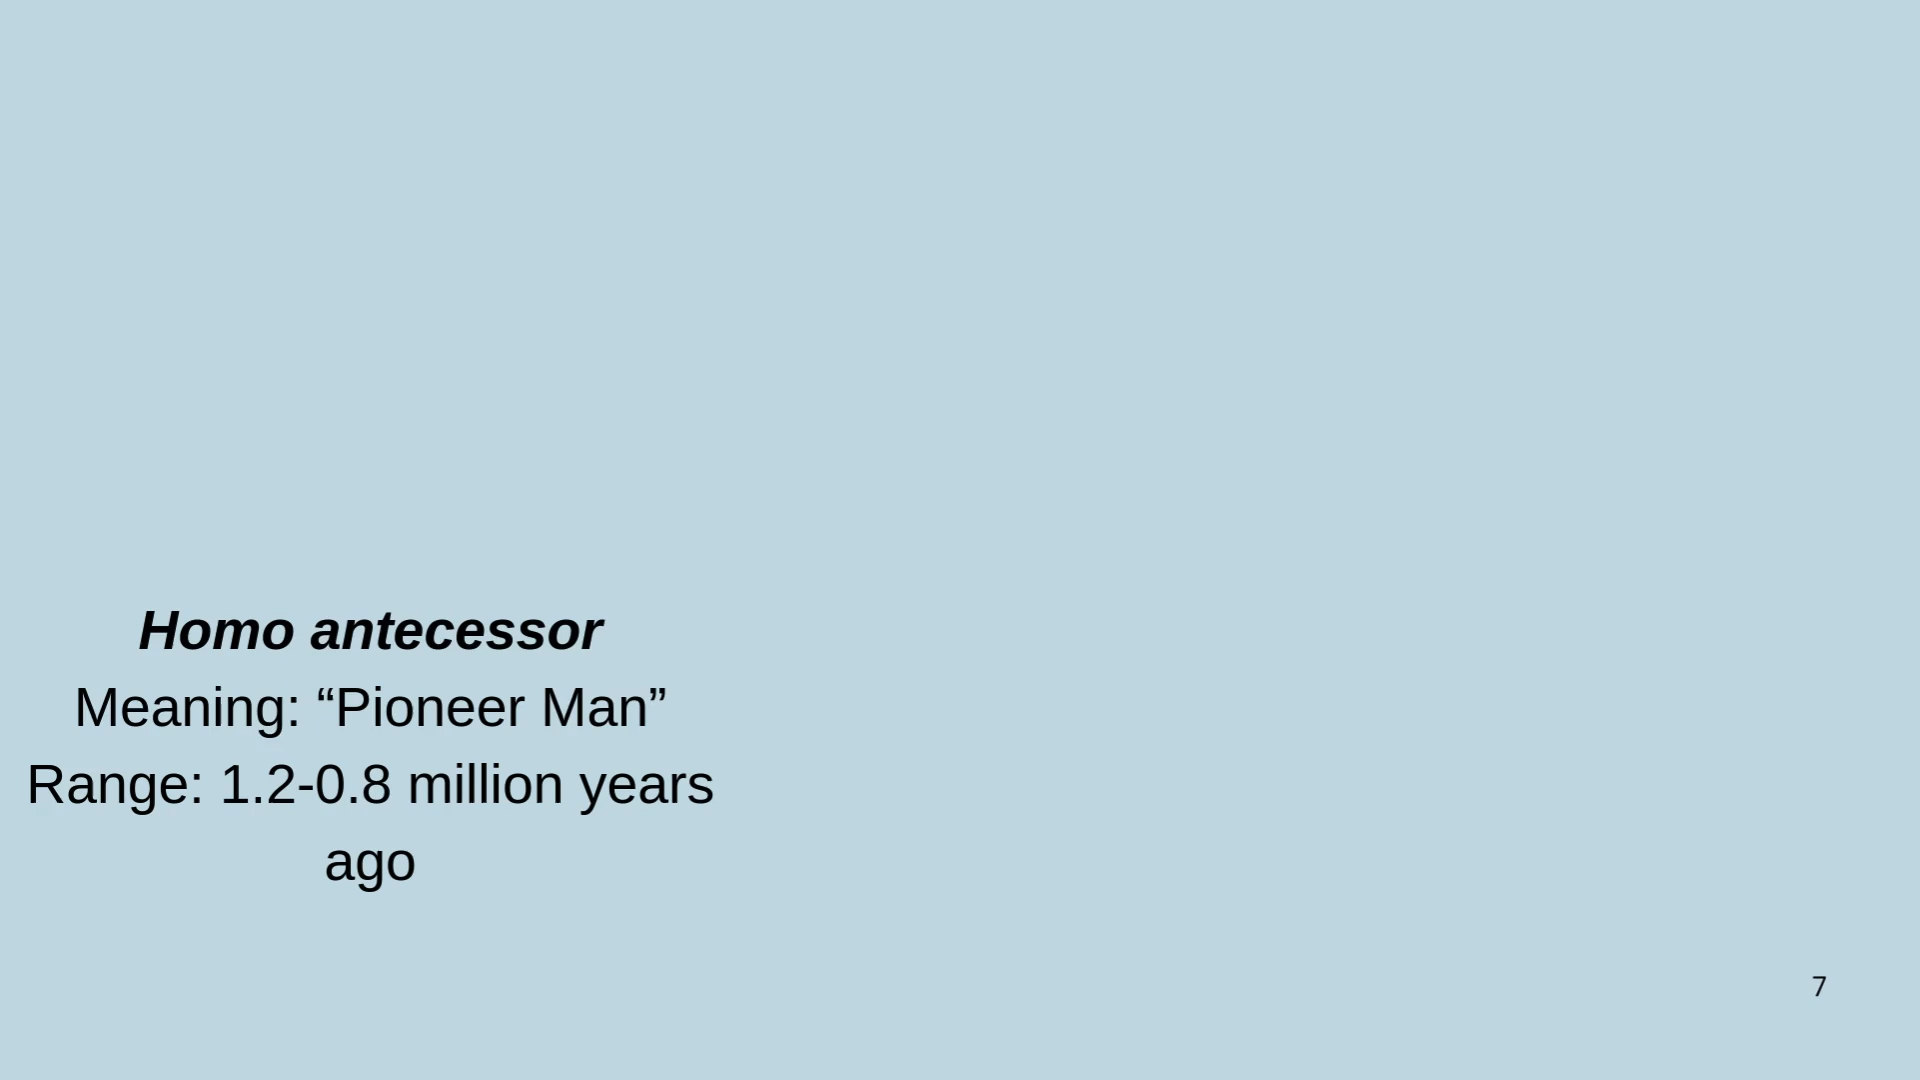 Homo antecessor
Meaning: “Pioneer Man”
Range: 1.2-0.8 million years
ago
7